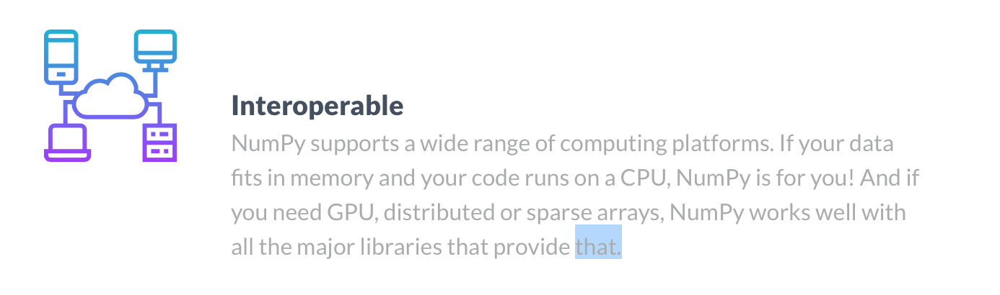 Interoperable
NumPy supports a wide range of computing platforms. If your data
fits in memory and your code runs on a CPU, NumPy is for you! And if
you need GPU, distributed or sparse arrays, NumPy works well with
all the major libraries that provide that.